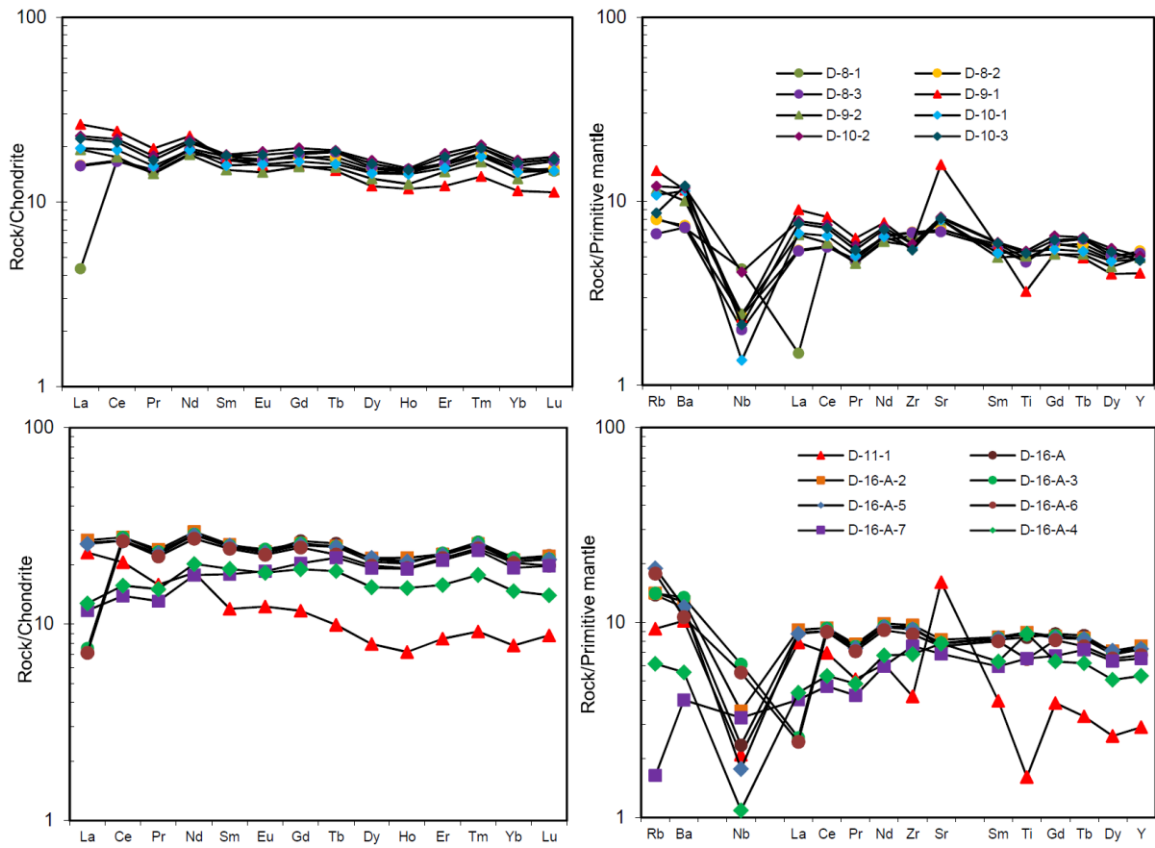 100
10
1
Rock/Chondrite
La Ce Pr Nd Sm Eu Gd Tb Dy Ho Er Tm Yb Lu
100
10
1
Rock/Primitive mantle
D-8-1 D-8-2
D-8-3 D-9-1
D-9-2 D-10-1
D-10-2 D-10-3
Rb Ba Nb La Ce Pr Nd Zr Sr Sm Ti Gd Tb Dy Y
100
10
1
Rock/Chondrite
La Ce Pr Nd Sm Eu Gd Tb Dy Ho Er Tm Yb Lu
100
10
1
Rock/Primitive mantle
D-11-1 D-16-A
D-16-A-2 D-16-A-3
D-16-A-5 D-16-A-6
D-16-A-7 D-16-A-4
Rb Ba Nb La Ce Pr Nd Zr Sr Sm Ti Gd Tb Dy Y